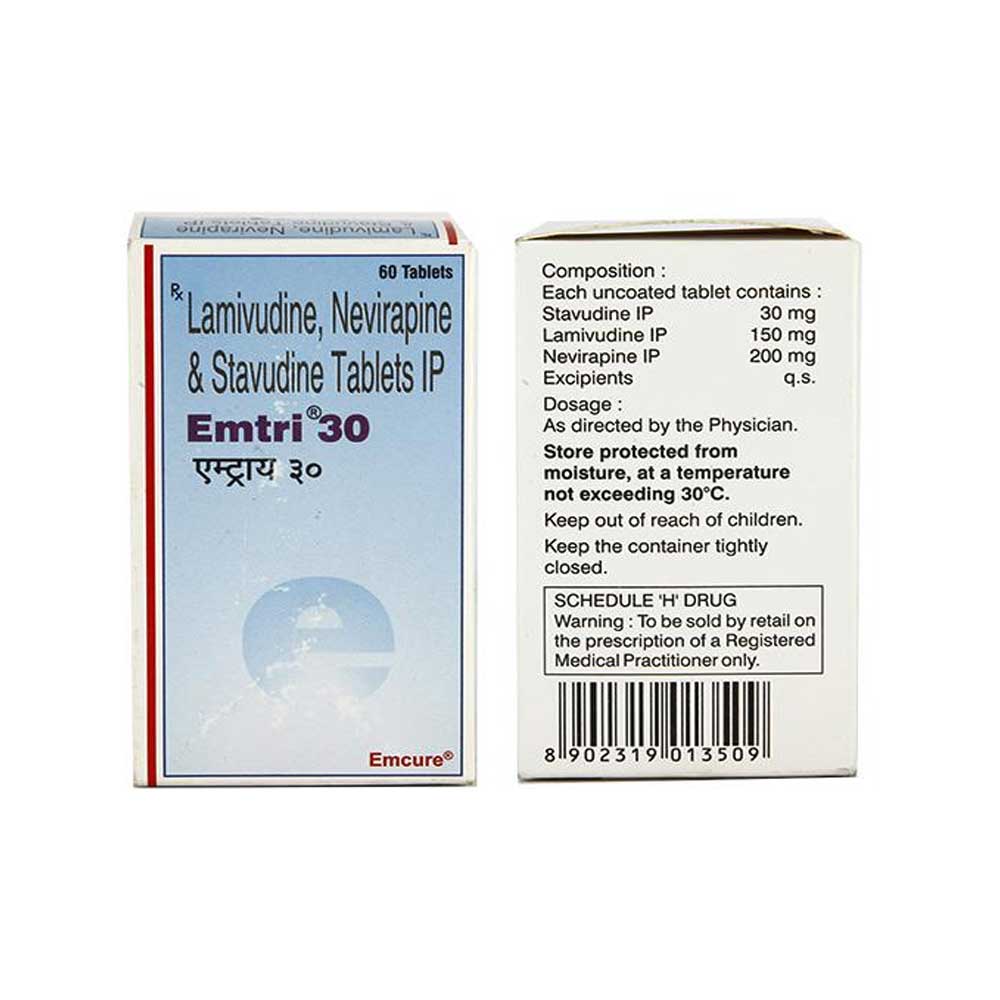 Lamivudine, Nevirapine
& Stavudine Tablets IP
60 Tablets
Rx
Lamivudine, Nevirapine
& Stavudine Tablets IP
Emtri® 30
एम्ट्राय ३०
Emcure®
Composition :
Each uncoated tablet contains :
Stavudine IP 30 mg
Lamivudine IP 150 mg
Nevirapine IP 200 mg
Excipients q.s.
Dosage :
As directed by the Physician.
Store protected from
moisture, at a temperature
not exceeding 30°C.
Keep out of reach of children.
Keep the container tightly
closed.
SCHEDULE 'H' DRUG
Warning : To be sold by retail on
the prescription of a Registered
Medical Practitioner only.
8 902319 013509